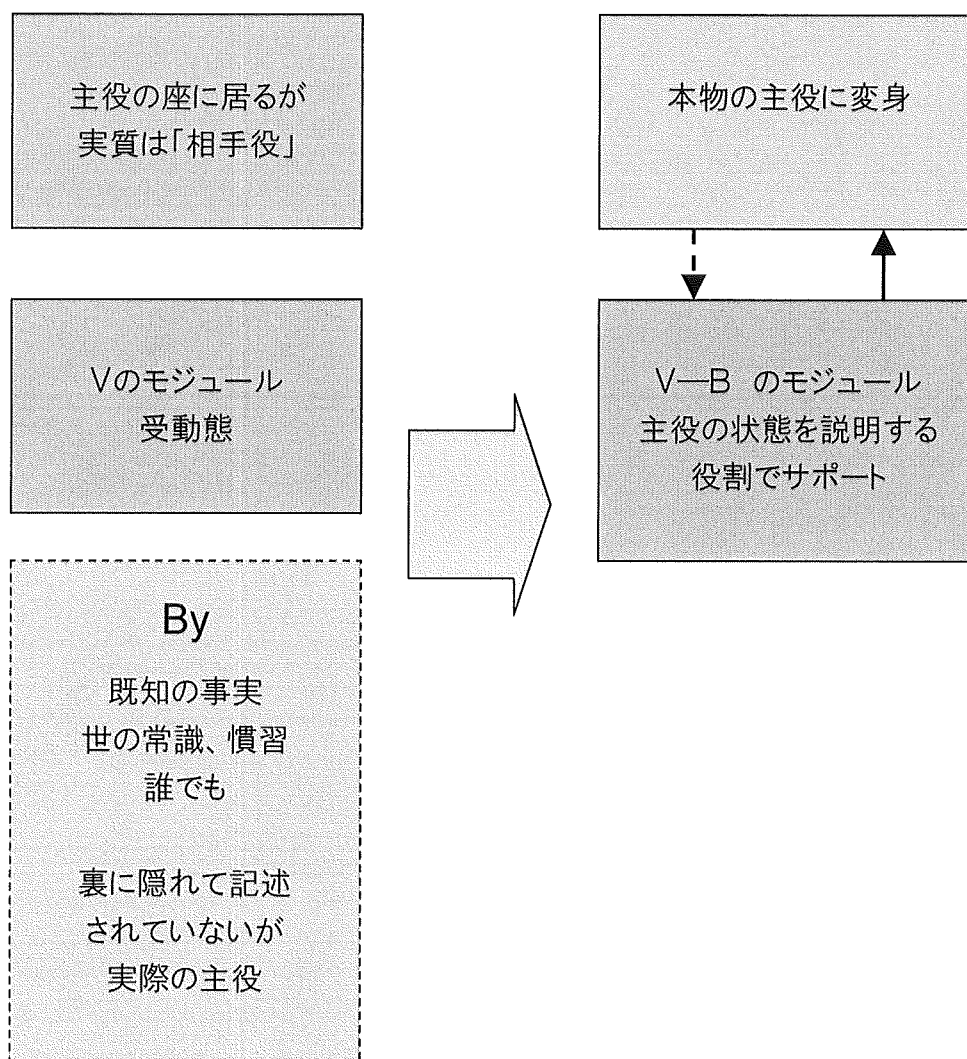 主役の座に居るが
実質は「相手役」
Vのモジュール
受動態
By
既知の事実
世の常識、慣習
誰でも
裏に隠れて記述
されていないが
実際の主役
本物の主役に変身
V―B のモジュール
主役の状態を説明する
役割でサポート